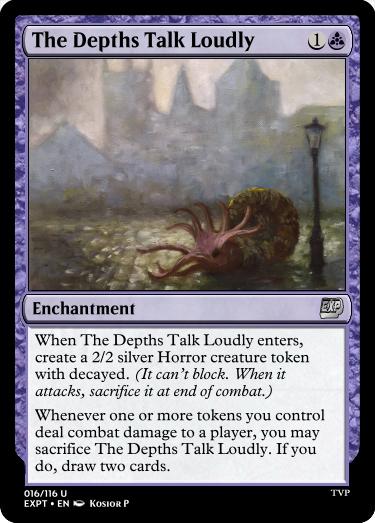 The Depths Talk Loudly
1
Enchantment
EXP
When The Depths Talk Loudly enters,
create a 2/2 silver Horror creature token
with decayed. (It can't block. When it
attacks, sacrifice it at end of combat.)
Whenever one or more tokens you control
deal combat damage to a player, you may
sacrifice The Depths Talk Loudly. If you
do, draw two cards.
016/116 U
EXPT • EN Kosior P
TVP